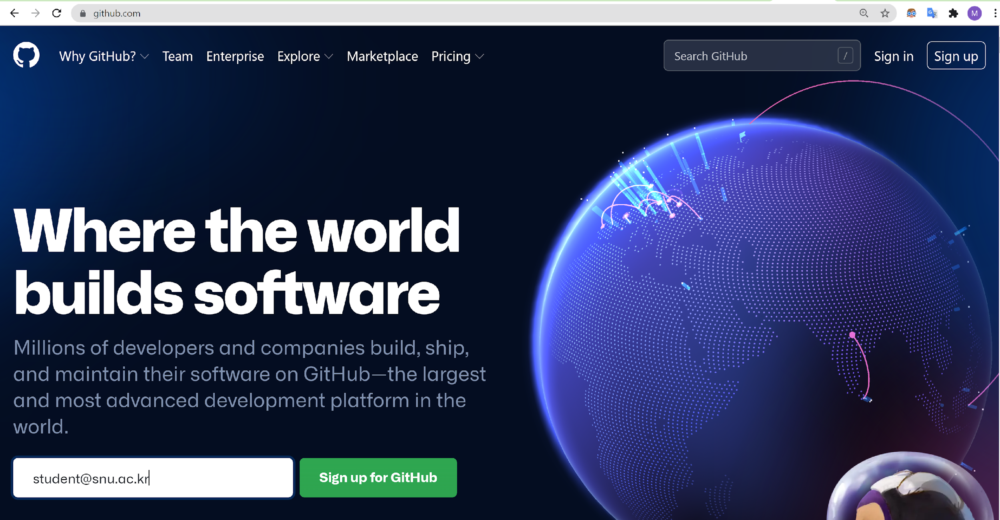 github.com
M
Why GitHub? Team Enterprise Explore Marketplace Pricing Search GitHub / Sign in Sign up
Where the world
builds software
Millions of developers and companies build, ship,
and maintain their software on GitHub—the largest
and most advanced development platform in the
world.
student@snu.ac.kr Sign up for GitHub